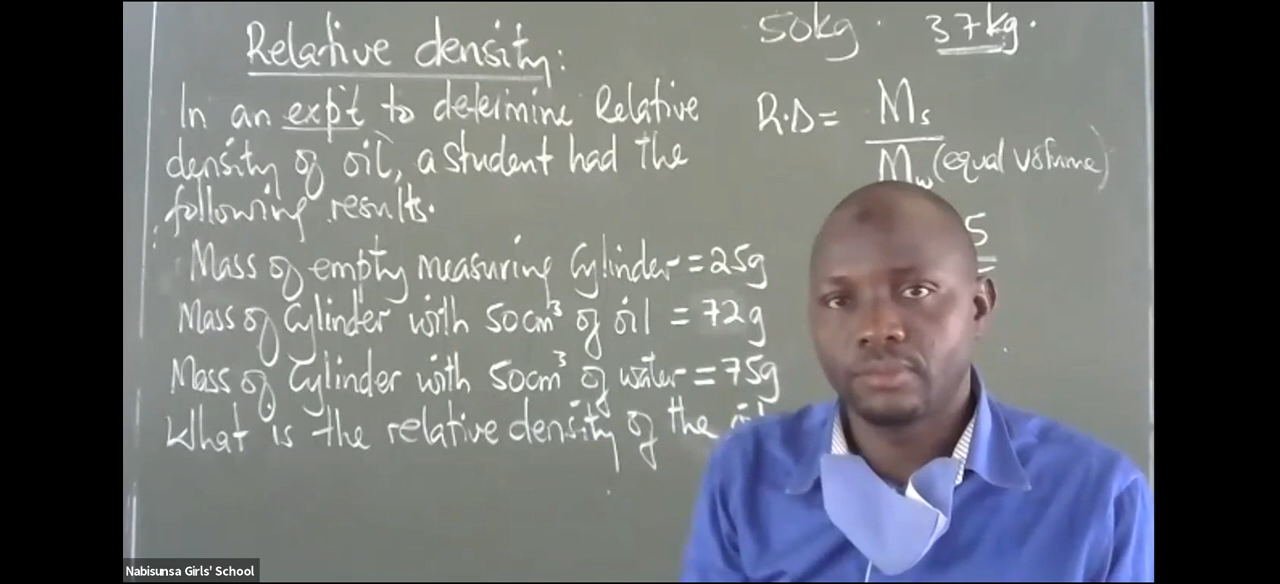 Relative density:
In an exp't to determine Relative
density of oil, a student had the
following results.
Mass of empty measuring Cylinder = 25g
Mass of Cylinder with 50cm³ of oil = 72g
Mass of Cylinder with 50cm³ of water = 75g
What is the relative density of the
50kg. 37kg.
R.D = Ms
Mw (equal volume)
5
Nabisunsa Girls' School